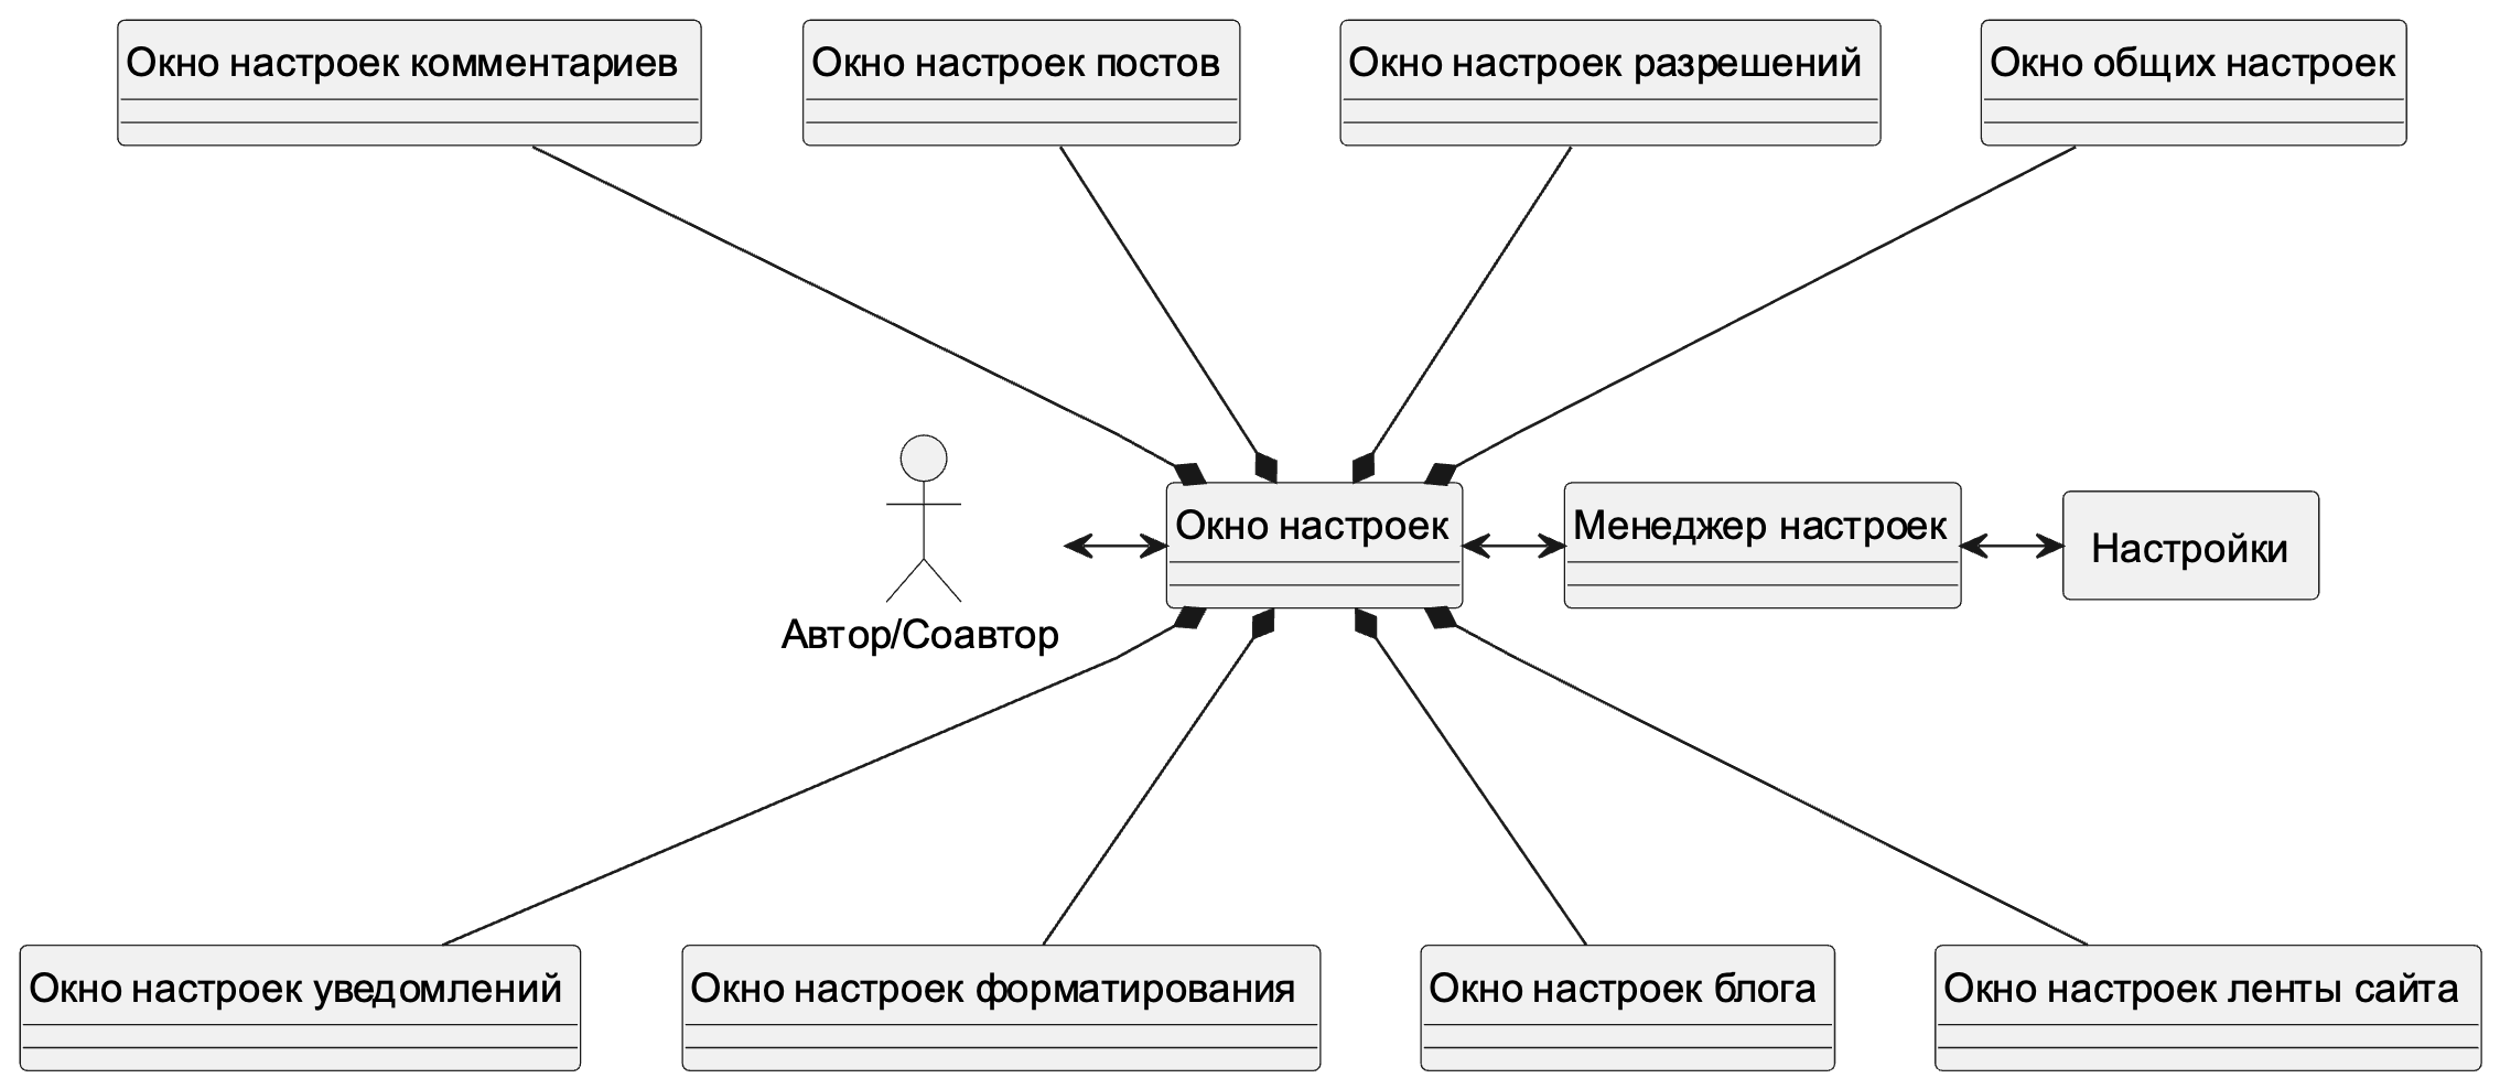 Окно настроек комментариев
Окно настроек постов
Окно настроек разрешений
Окно общих настроек
Автор/Соавтор
Окно настроек
Менеджер настроек
Настройки
Окно настроек уведомлений
Окно настроек форматирования
Окно настроек блога
Окно настроек ленты сайта